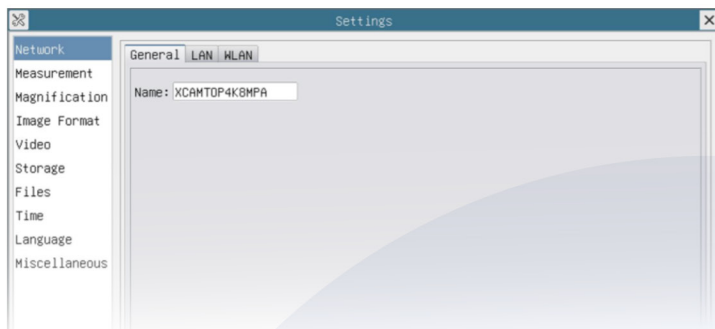 Settings
Network
Measurement
Magnification
Image Format
Video
Storage
Files
Time
Language
Miscellaneous
General LAN WLAN
Name: XCAMTOP4K8MPA